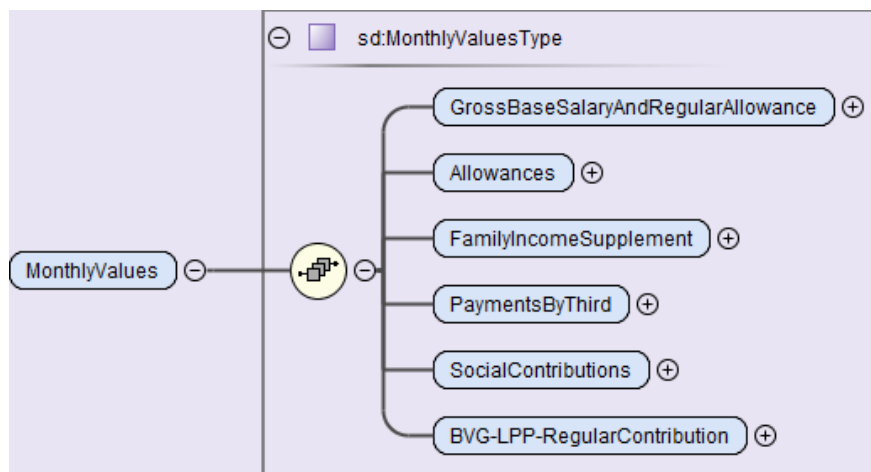 sd:MonthlyValuesType
GrossBaseSalaryAndRegularAllowance
Allowances
FamilyIncomeSupplement
MonthlyValues
PaymentsByThird
SocialContributions
BVG-LPP-RegularContribution